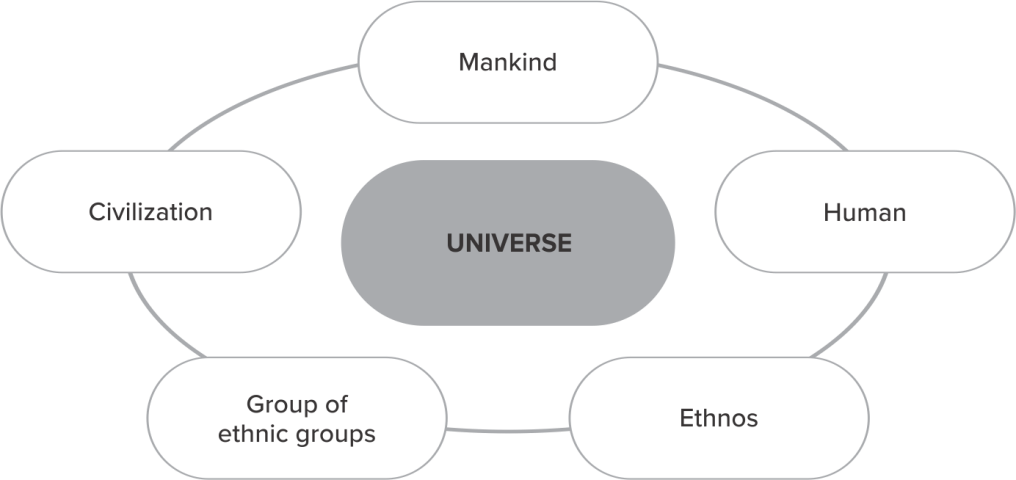 Mankind
Civilization
Human
UNIVERSE
Group of
ethnic groups
Ethnos